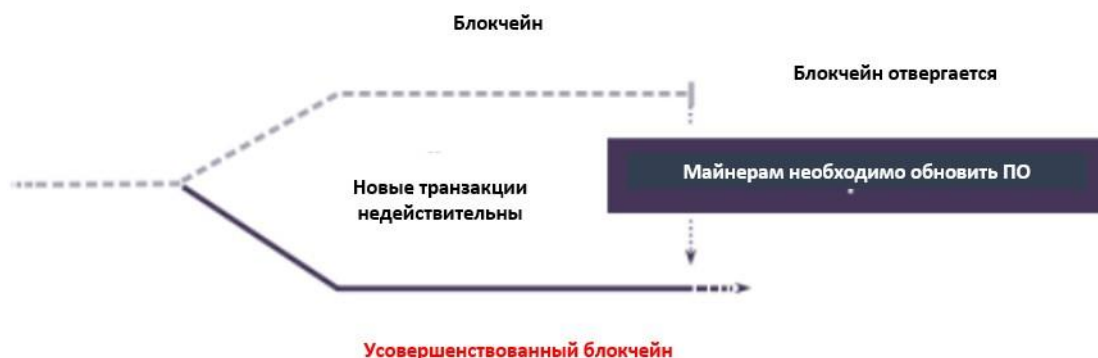 Блокчейн
Блокчейн отвергается
Майнерам необходимо обновить ПО
Новые транзакции
недействительны
Усовершенствованный блокчейн